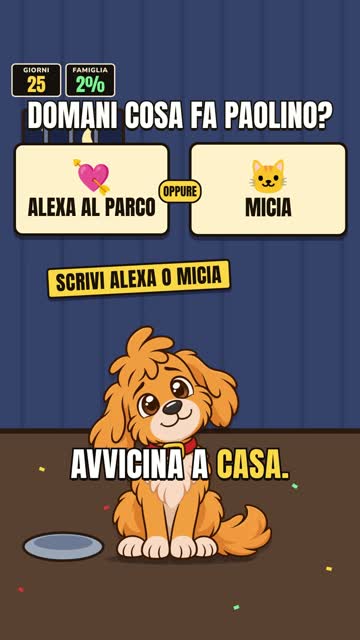 GIORNI
25
FAMIGLIA
2%
DOMANI COSA FA PAOLINO?
ALEXA AL PARCO
OPPURE
MICIA
SCRIVI ALEXA O MICIA
AVVICINA A CASA.